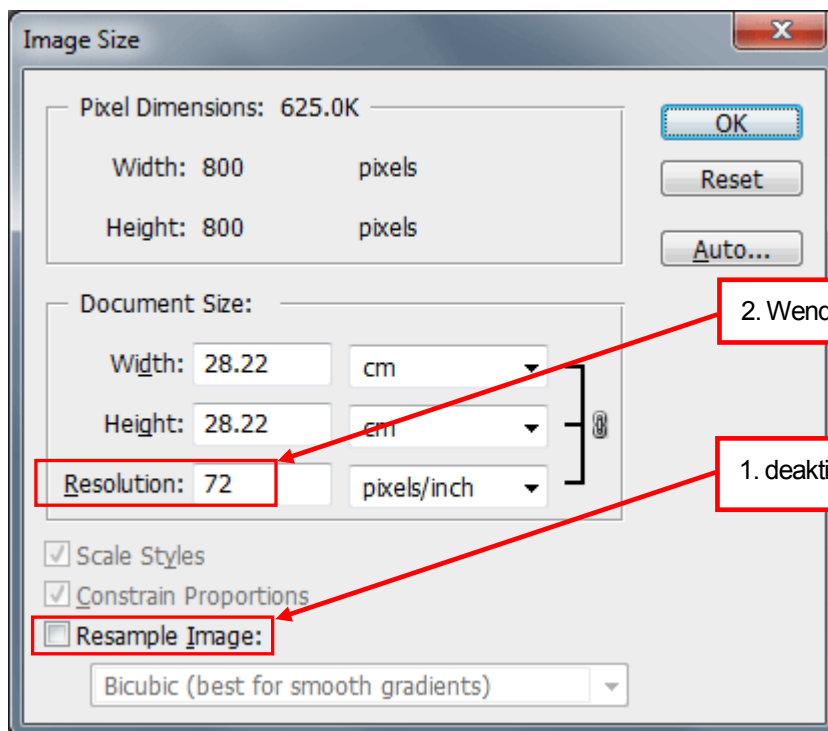 Image Size
Pixel Dimensions: 625.0K
Width: 800 pixels
Height: 800 pixels
OK
Reset
Auto...
Document Size:
Width: 28.22 cm
Height: 28.22 cm
Resolution: 72 pixels/inch
2. Wend
1. deakti
Scale Styles
Constrain Proportions
Resample Image:
Bicubic (best for smooth gradients)